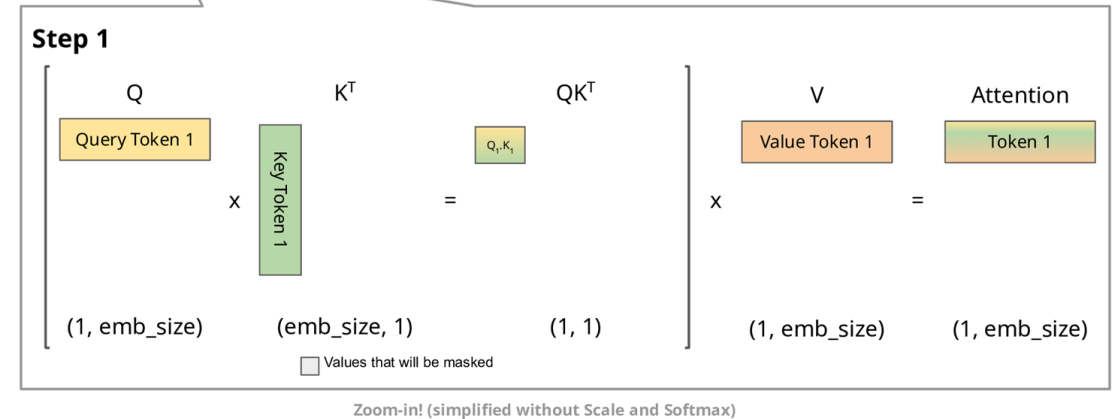 Step 1
Q
K^T
QK^T
V
Attention
Query Token 1
Key Token 1
Q₁.K₁
Value Token 1
Token 1
x
=
x
=
(1, emb_size)
(emb_size, 1)
(1, 1)
(1, emb_size)
(1, emb_size)
Values that will be masked
Zoom-in! (simplified without Scale and Softmax)